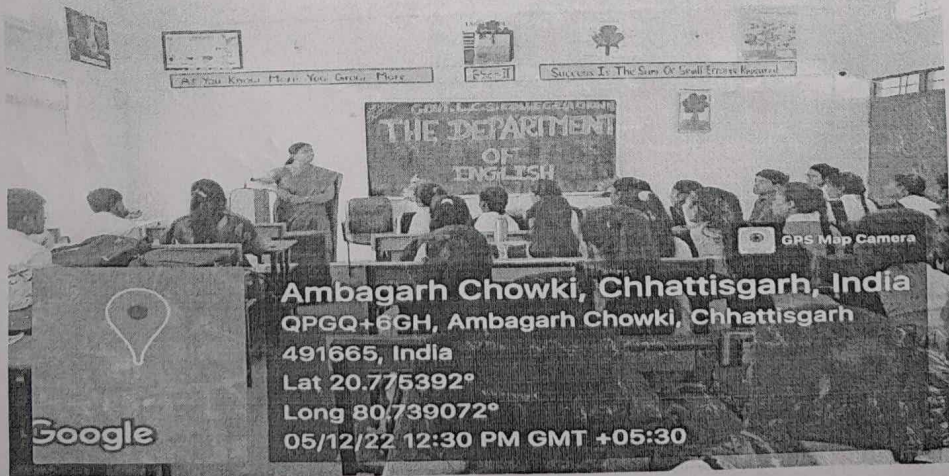 As You Know More You Grow More
Success Is The Sum Of Small Efforts Repeated
GOVT. L.C.S.
THE DEPARTMENT
OF
ENGLISH
GPS Map Camera
Ambagarh Chowki, Chhattisgarh, India
QPGQ+6GH, Ambagarh Chowki, Chhattisgarh
491665, India
Lat 20.775392°
Long 80.739072°
05/12/22 12:30 PM GMT +05:30
Google